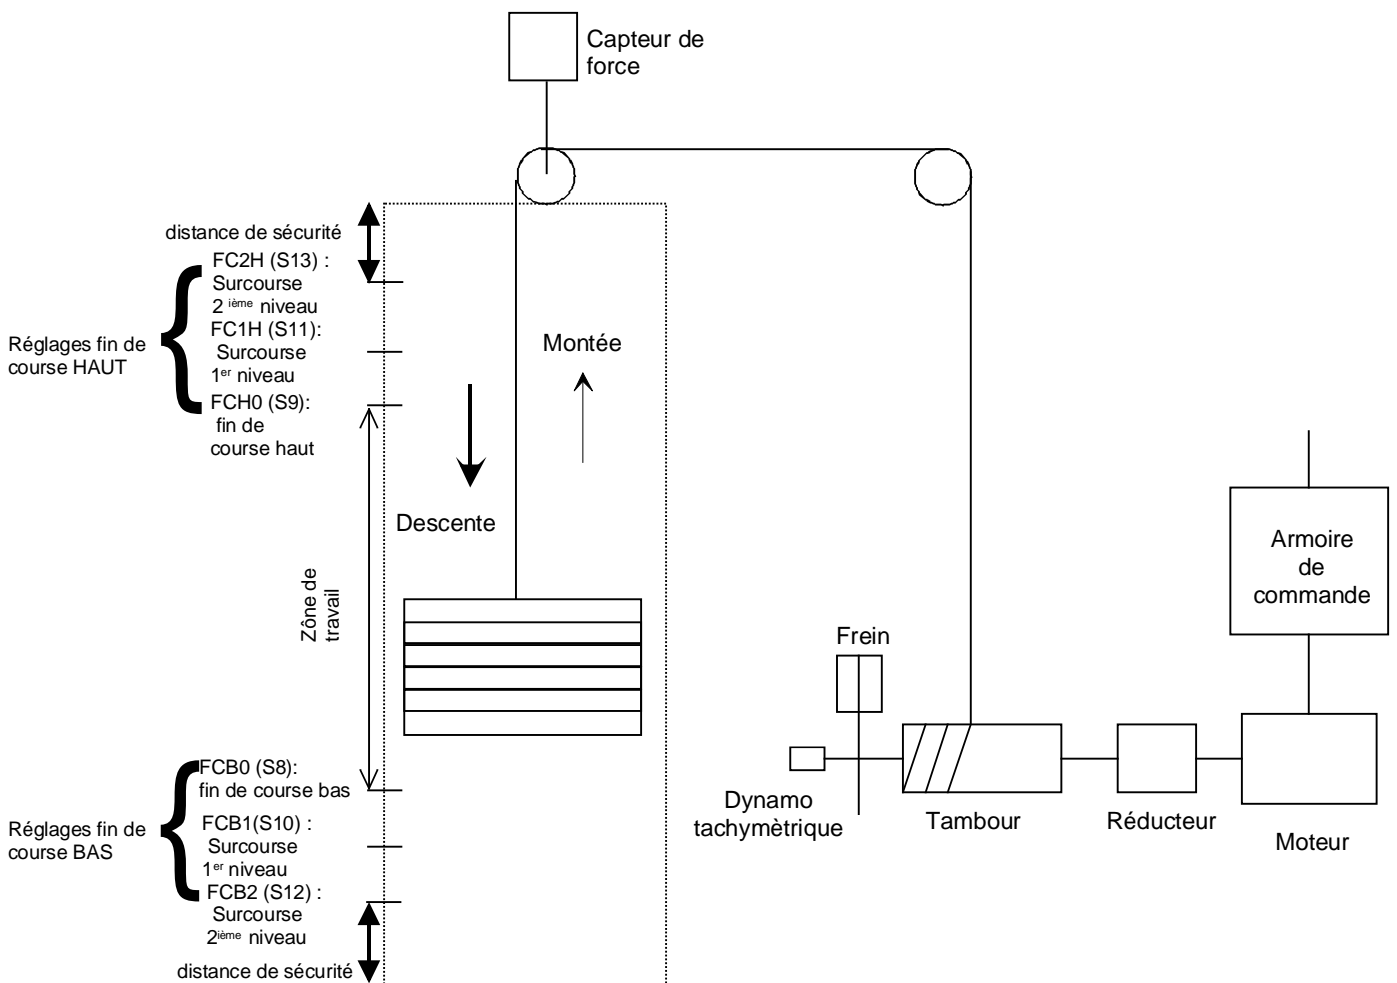 Capteur de
force
distance de sécurité
FC2H (S13) :
Surcourse
2 ième niveau
FC1H (S11):
Surcourse
1er niveau
Réglages fin de
course HAUT
FCH0 (S9):
fin de
course haut
Montée
Descente
Zône de
travail
Armoire
de
commande
Frein
FCB0 (S8):
fin de course bas
FCB1(S10) :
Surcourse
1er niveau
Réglages fin de
course BAS
FCB2 (S12) :
Surcourse
2ième niveau
distance de sécurité
Dynamo
tachymètrique
Tambour
Réducteur
Moteur